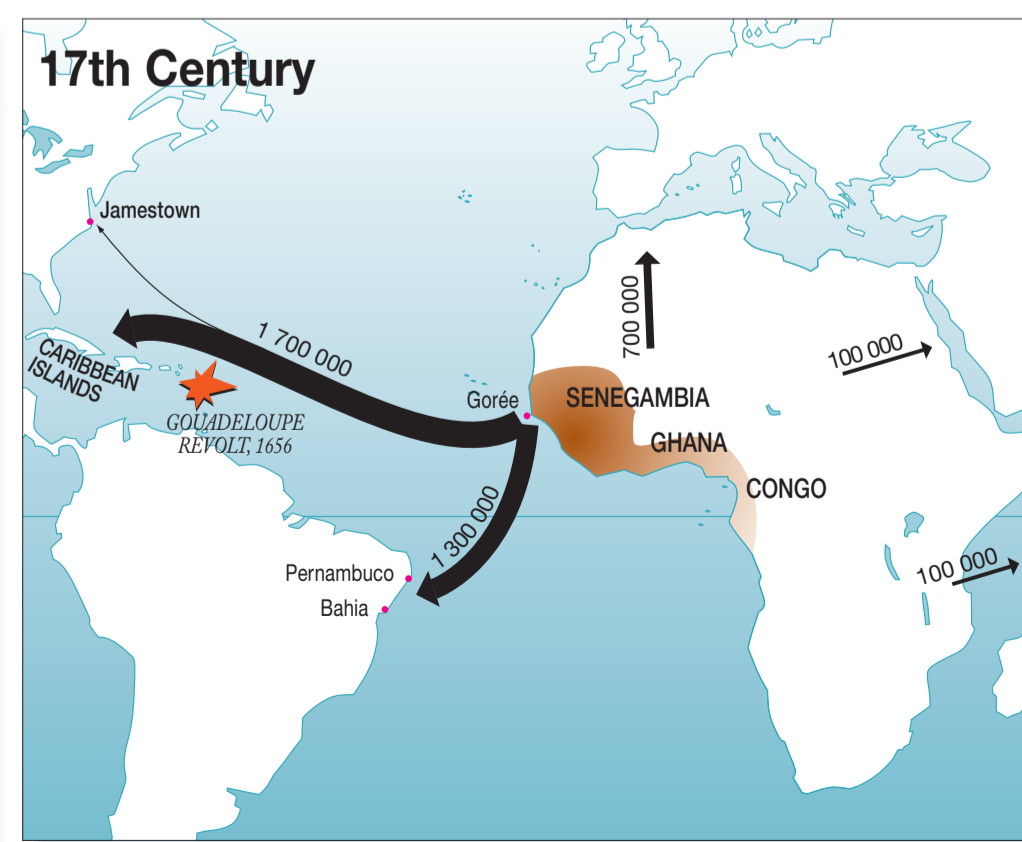 17th Century
Jamestown
1 700 000
700 000
100 000
CARIBBEAN
ISLANDS
GOUADELOUPE
REVOLT, 1656
Gorée
SENEGAMBIA
GHANA
CONGO
1 300 000
Pernambuco
Bahia
100 000